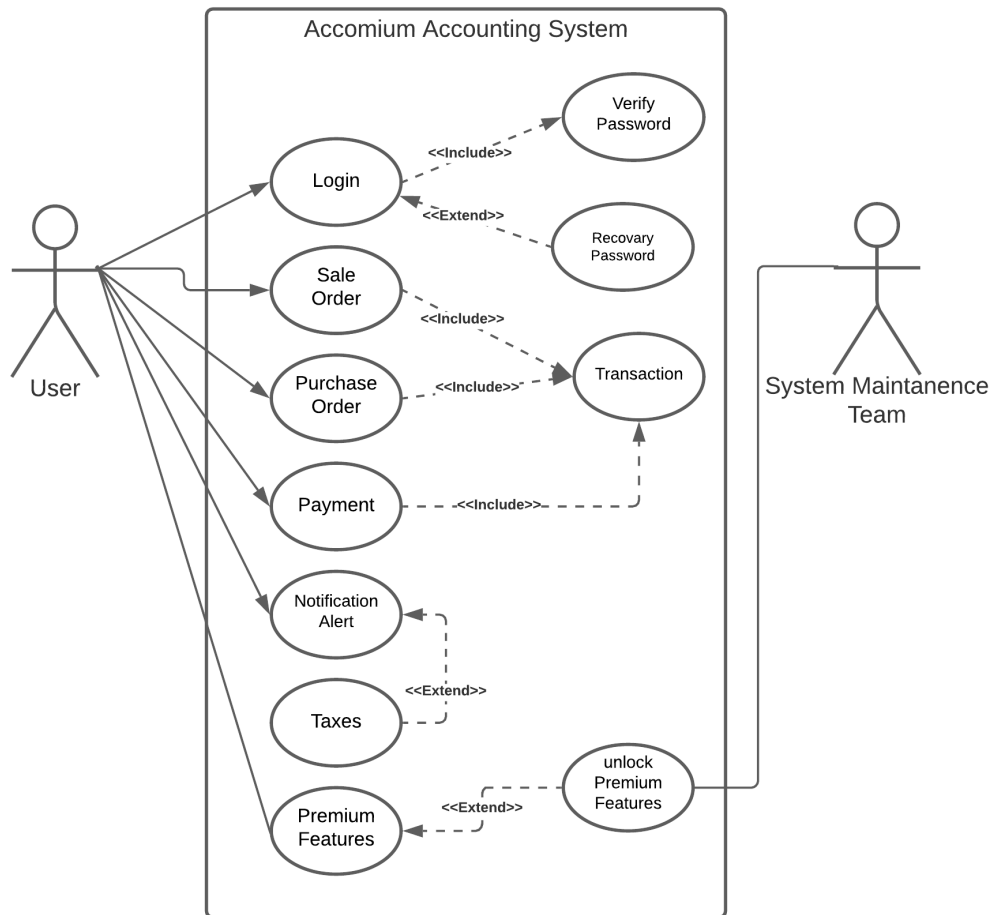 Accomium Accounting System
Verify
Password
<<Include>>
Login
<<Extend>>
Recovary
Password
Sale
Order
<<Include>>
Transaction
Purchase
Order
<<Include>>
User
System Maintanence
Team
Payment
<<Include>>
Notification
Alert
<<Extend>>
Taxes
unlock
Premium
Features
<<Extend>>
Premium
Features